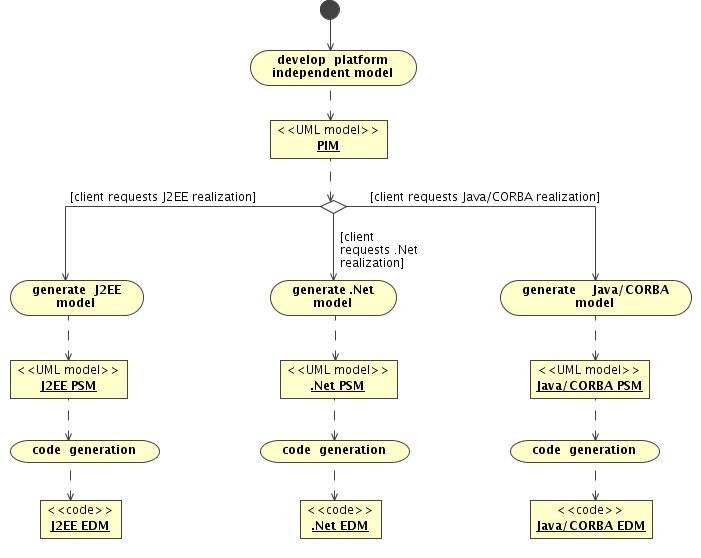 develop platform
independent model
<<UML model>>
PIM
[client requests J2EE realization]
[client requests Java/CORBA realization]
[client
requests .Net
realization]
generate J2EE
model
generate .Net
model
generate Java/CORBA
model
<<UML model>>
J2EE PSM
<<UML model>>
.Net PSM
<<UML model>>
Java/CORBA PSM
code generation
code generation
code generation
<<code>>
J2EE EDM
<<code>>
.Net EDM
<<code>>
Java/CORBA EDM